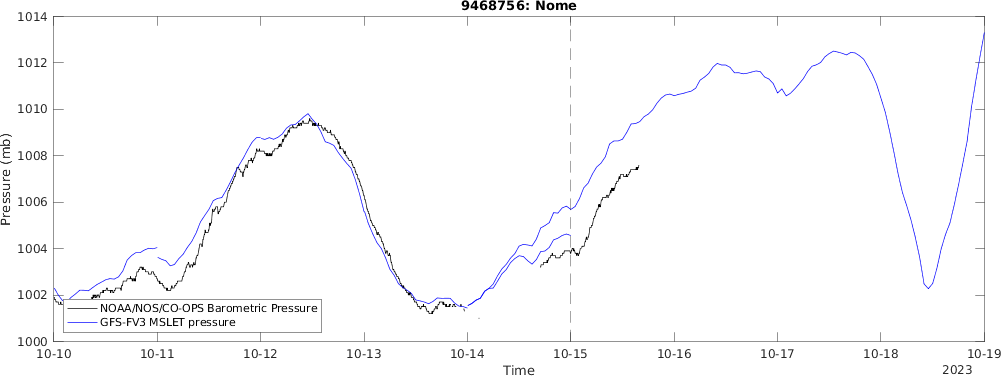 9468756: Nome
1014
1012
1010
1008
1006
1004
1002
1000
Pressure (mb)
NOAA/NOS/CO-OPS Barometric Pressure
GFS-FV3 MSLET pressure
10-10 10-11 10-12 10-13 10-14 10-15 10-16 10-17 10-18 10-19
Time
2023